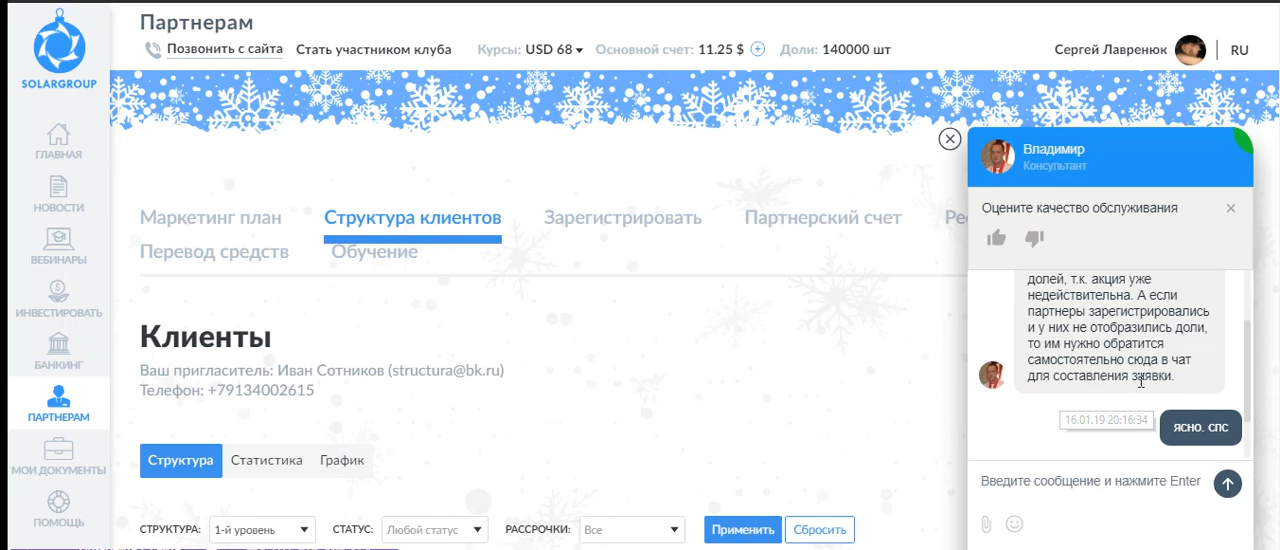 Партнерам
Позвонить с сайта Стать участником клуба Курсы: USD 68 Основной счет: 11.25 $ Доли: 140000 шт Сергей Лавренюк RU
SOLARGROUP
ГЛАВНАЯ
НОВОСТИ
ВЕБИНАРЫ
ИНВЕСТИРОВАТЬ
БАНКИНГ
ПАРТНЕРАМ
МОИ ДОКУМЕНТЫ
ПОМОЩЬ
Маркетинг план Структура клиентов Зарегистрировать Партнерский счет Ре
Перевод средств Обучение
Клиенты
Ваш пригласитель: Иван Сотников (structura@bk.ru)
Телефон: +79134002615
Структура Статистика График
СТРУКТУРА: 1-й уровень СТАТУС: Любой статус РАССРОЧКИ: Все Применить Сбросить
Владимир
Консультант
Оцените качество обслуживания
долей, т.к. акция уже
недействительна. А если
партнеры зарегистрировались
и у них не отобразились доли,
то им нужно обратится
самостоятельно сюда в чат
для составления заявки.
16.01.19 20:16:34
ясно. спс
Введите сообщение и нажмите Enter